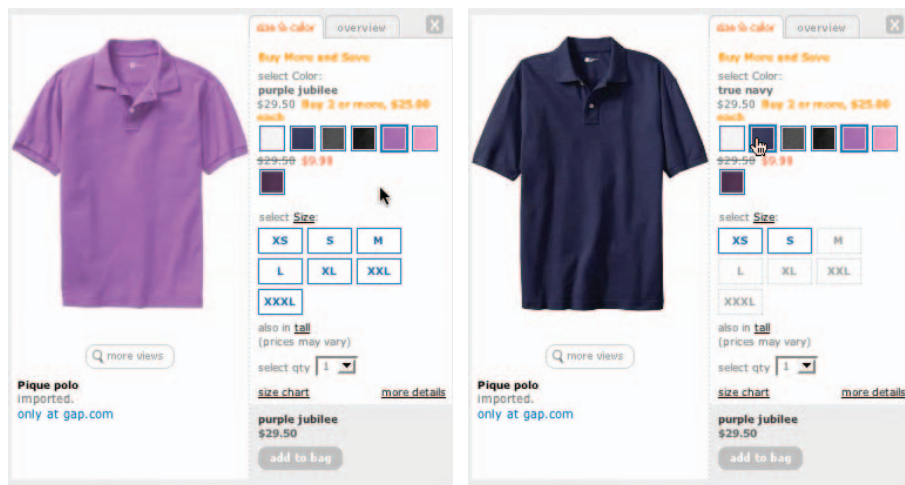 size & color
overview
X
Buy More and Save
select Color:
purple jubilee
$29.50 Buy 2 or more, $25.00
each
$29.50 $9.99
select Size:
XS S M
L XL XXL
XXXL
also in tall
(prices may vary)
select qty 1
size chart more details
more views
Pique polo
imported.
only at gap.com
purple jubilee
$29.50
add to bag
size & color
overview
X
Buy More and Save
select Color:
true navy
$29.50 Buy 2 or more, $25.00
each
$29.50 $9.99
select Size:
XS S M
L XL XXL
XXXL
also in tall
(prices may vary)
select qty 1
size chart more details
more views
Pique polo
imported.
only at gap.com
purple jubilee
$29.50
add to bag